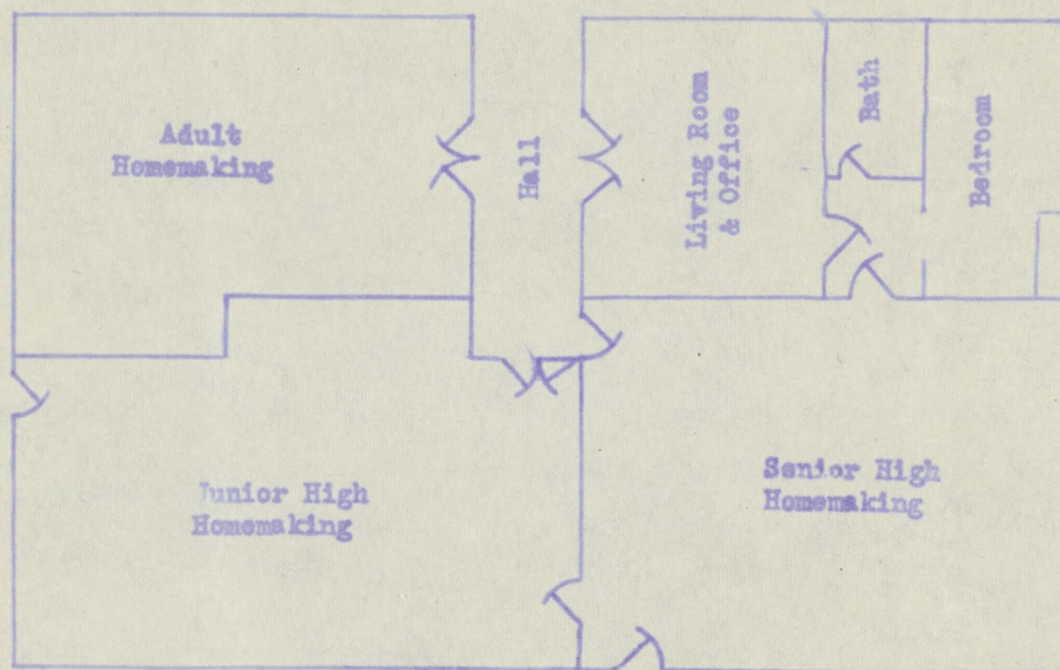 Adult
Homemaking
Hall
Living Room
& Office
Bath
Bedroom
Junior High
Homemaking
Senior High
Homemaking